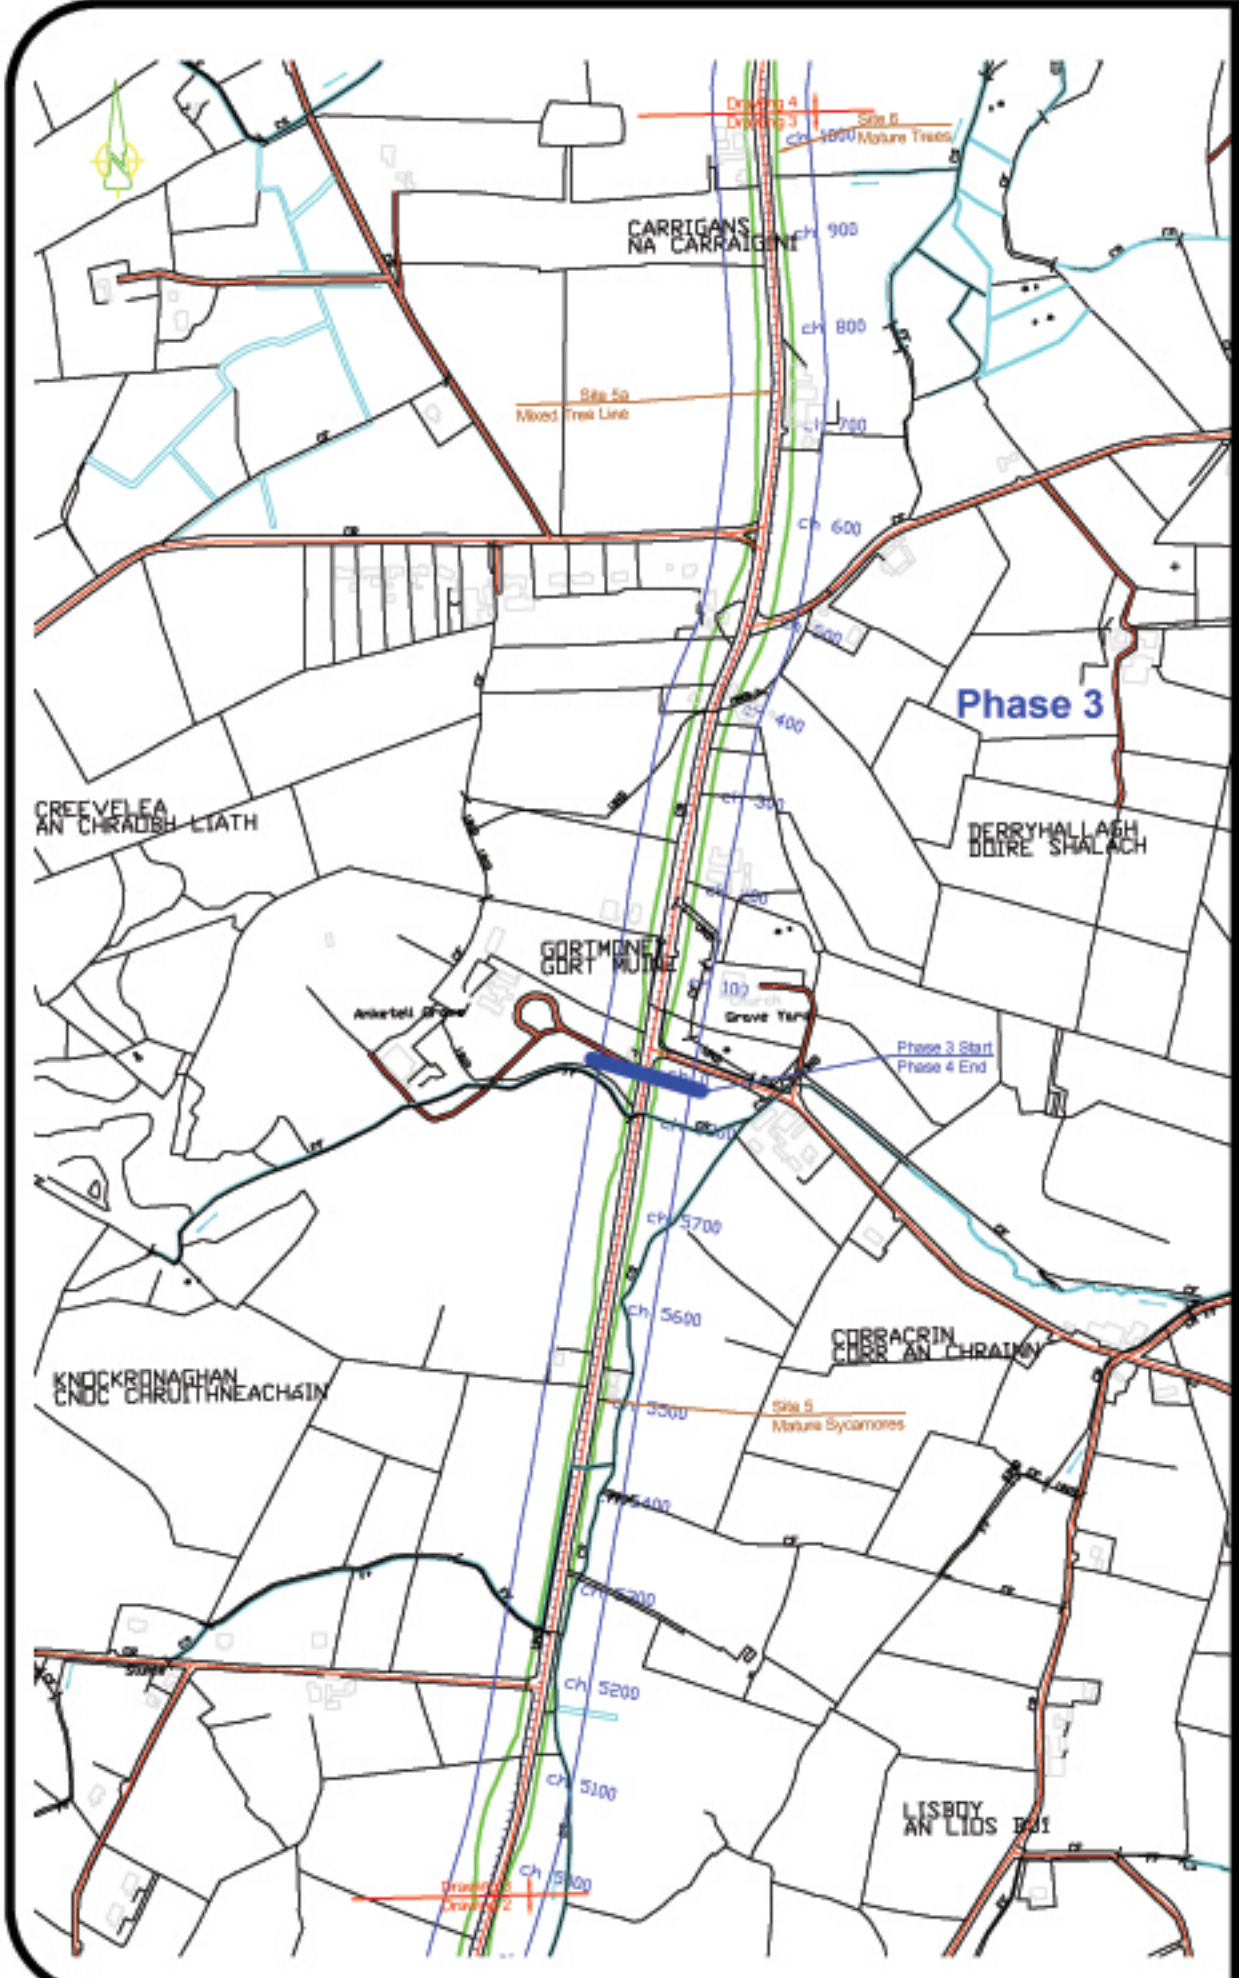 Drawing 4
Drawing 3
Site 6
Mature Trees
ch 1000
N
CARRIGANS
NA CARRAIGINI
ch 900
ch 800
Site 5a
Mixed Tree Line
ch 700
ch 600
ch 500
Phase 3
ch 400
ch 300
CREEVELEA
AN CHRAOBH LIATH
DERRYHALLAGH
DOIRE SHALACH
ch 200
GORTMONEY
GORT MUINE
ch 100
Church
Grave Yard
Anketell Grove
Phase 3 Start
Phase 4 End
ch 0
ch 5700
ch 5600
CORRACRIN
CORR AN CHRAINN
KNOCKRONAGHAN
CNOC CHRUITHNEACHAIN
ch 5500
Site 5
Mature Sycamores
ch 5400
ch 5300
ch 5200
ch 5100
LISBOY
AN LIOS BUI
ch 5000
Drawing 3
Drawing 2